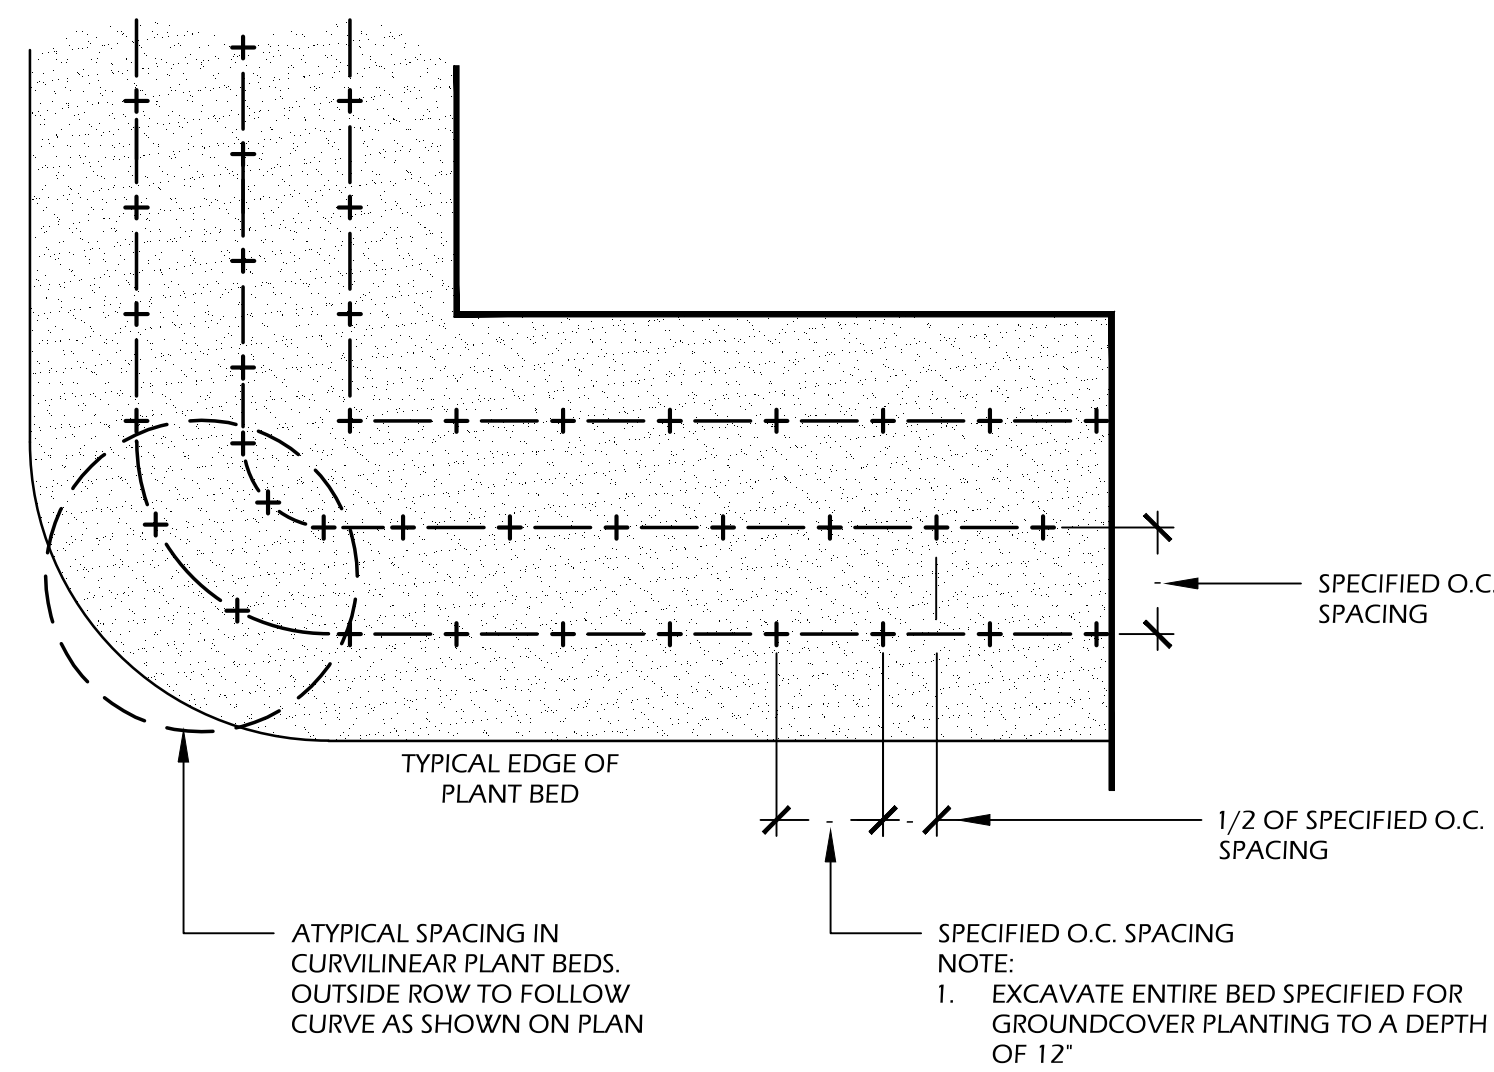 SPECIFIED O.C.
SPACING
TYPICAL EDGE OF
PLANT BED
1/2 OF SPECIFIED O.C.
SPACING
ATYPICAL SPACING IN
CURVILINEAR PLANT BEDS.
OUTSIDE ROW TO FOLLOW
CURVE AS SHOWN ON PLAN
SPECIFIED O.C. SPACING
NOTE:
1. EXCAVATE ENTIRE BED SPECIFIED FOR
GROUNDCOVER PLANTING TO A DEPTH
OF 12"